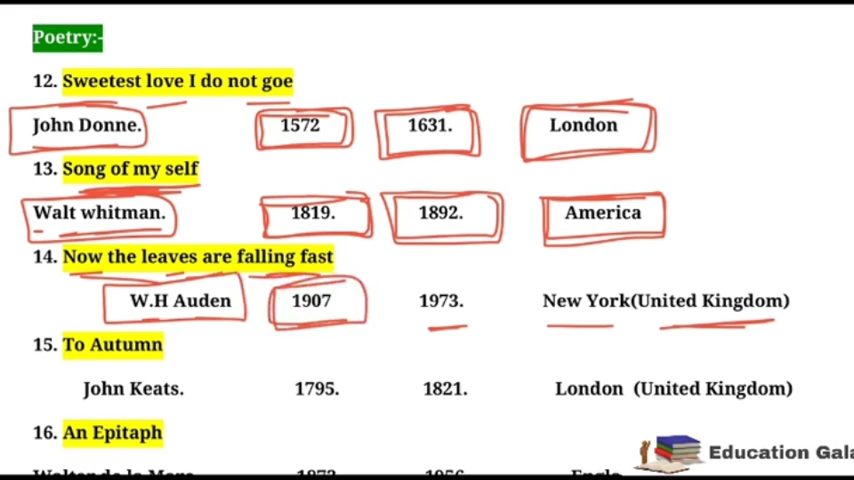 Poetry:-
12. Sweetest love I do not goe
John Donne. 1572 1631. London
13. Song of my self
Walt whitman. 1819. 1892. America
14. Now the leaves are falling fast
W.H Auden 1907 1973. New York(United Kingdom)
15. To Autumn
John Keats. 1795. 1821. London (United Kingdom)
16. An Epitaph
Education Gala